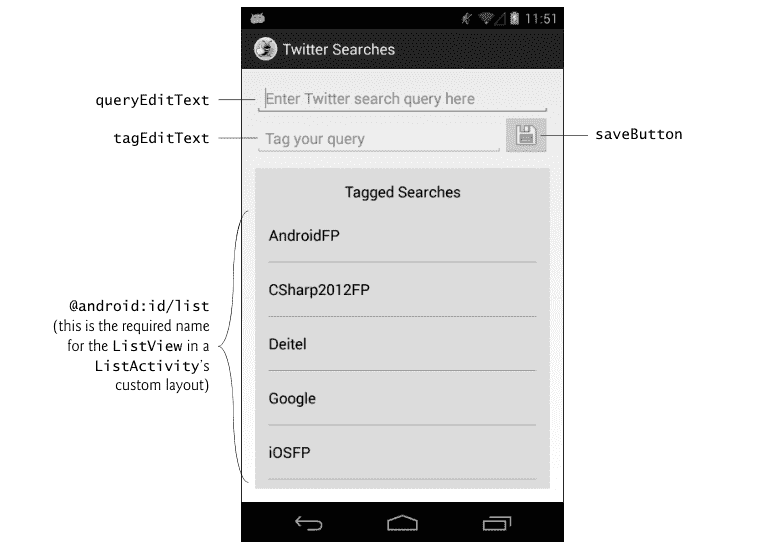 11:51
Twitter Searches
queryEditText
Enter Twitter search query here
tagEditText
Tag your query
saveButton
Tagged Searches
AndroidFP
CSharp2012FP
Deitel
Google
iOSFP
@android:id/list
(this is the required name
for the ListView in a
ListActivity's
custom layout)